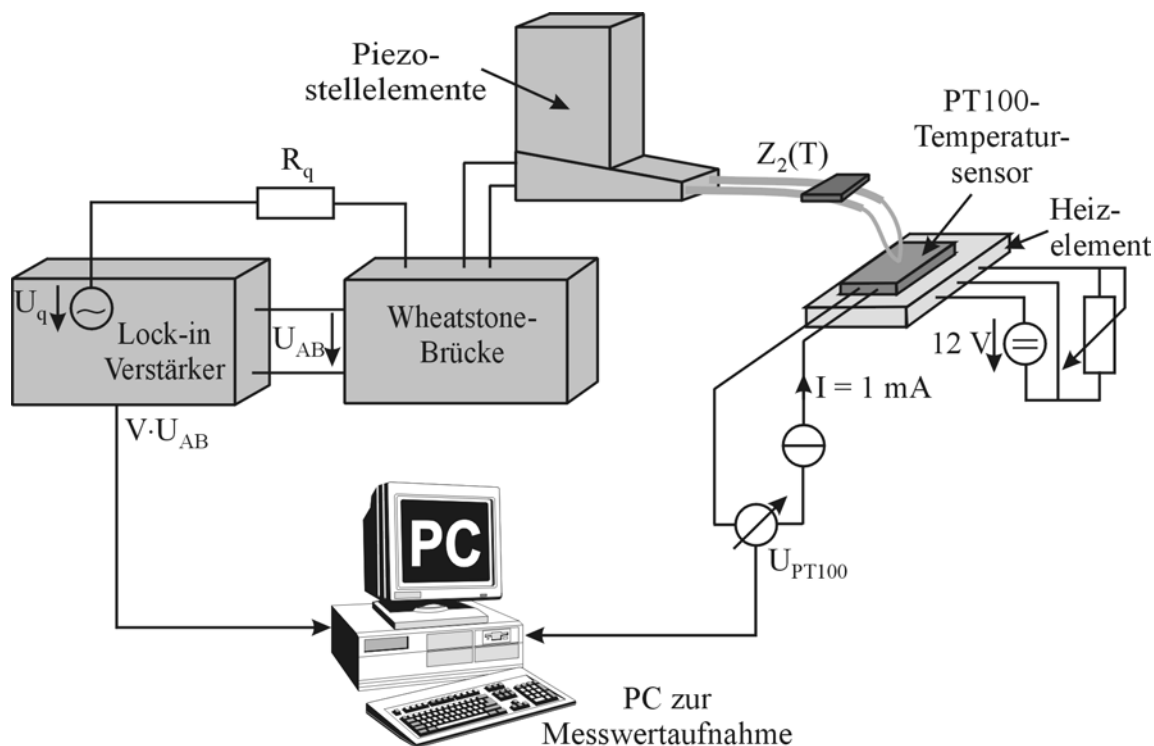 Piezo-
stellelemente
PT100-
Temperatur-
sensor
Z₂(T)
R_q
Heiz-
element
U_q
Lock-in
Verstärker
U_AB
Wheatstone-
Brücke
12 V
I = 1 mA
V·U_AB
PC
U_PT100
PC zur
Messwertaufnahme